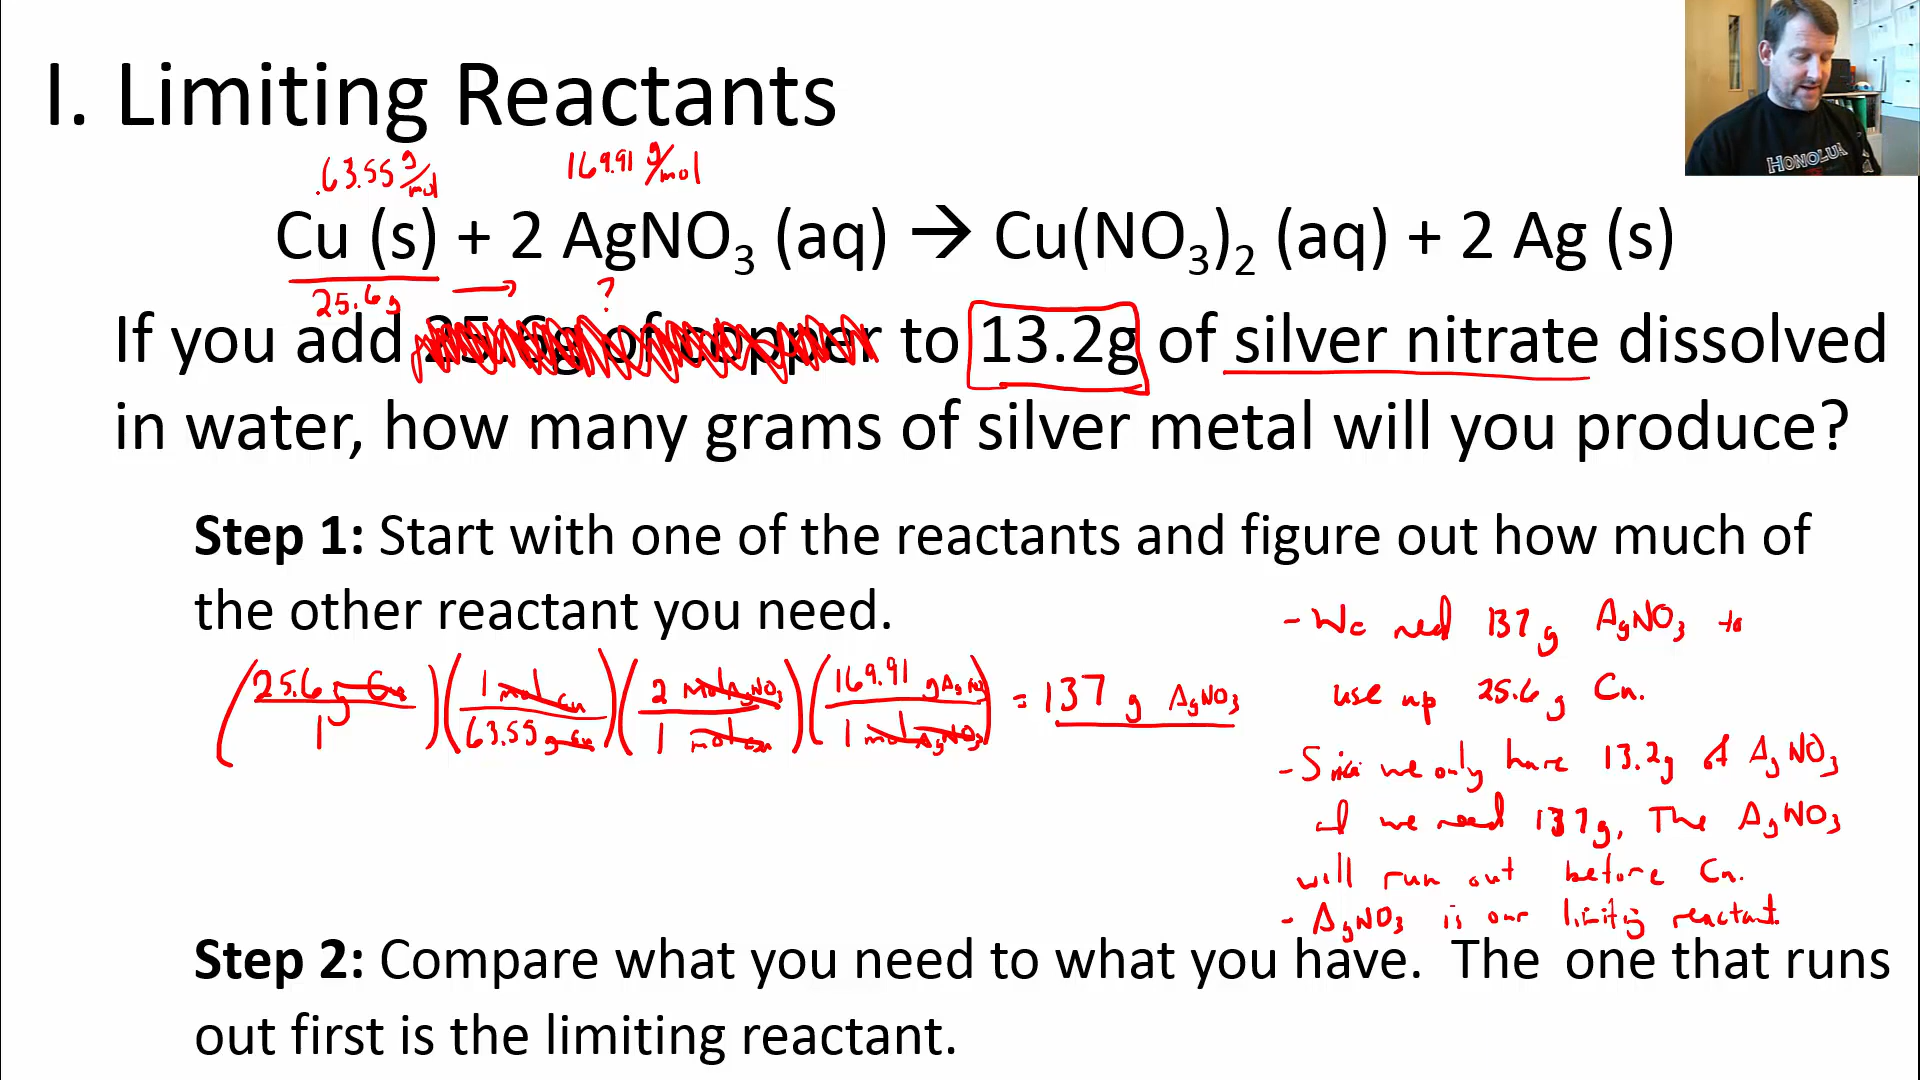 I. Limiting Reactants
63.55 g/mol 169.91 g/mol
Cu (s) + 2 AgNO₃ (aq) → Cu(NO₃)₂ (aq) + 2 Ag (s)
25.6g → ?
If you add 25.6g of copper to 13.2g of silver nitrate dissolved
in water, how many grams of silver metal will you produce?
Step 1: Start with one of the reactants and figure out how much of
the other reactant you need.
(25.6 g Cu / 1)(1 mol Cu / 63.55 g Cu)(2 mol AgNO₃ / 1 mol Cu)(169.91 g AgNO₃ / 1 mol AgNO₃) = 137 g AgNO₃
- We need 137 g AgNO₃ to
use up 25.6 g Cu.
- Since we only have 13.2g of AgNO₃
and we need 137g, The AgNO₃
will run out before Cu.
- AgNO₃ is our limiting reactant.
Step 2: Compare what you need to what you have. The one that runs
out first is the limiting reactant.
HONOLULU